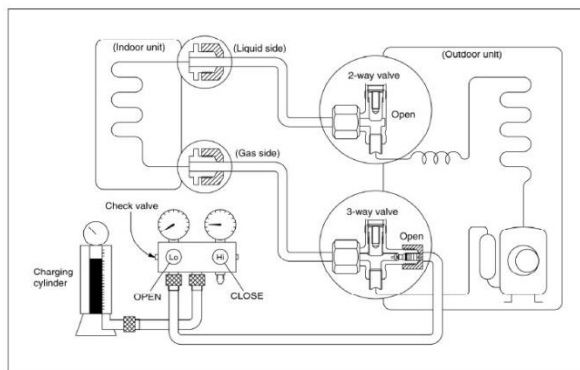 (Indoor unit)
(Liquid side)
(Outdoor unit)
2-way valve
Open
(Gas side)
3-way valve
Open
Check valve
Lo
Hi
Charging
cylinder
OPEN
CLOSE